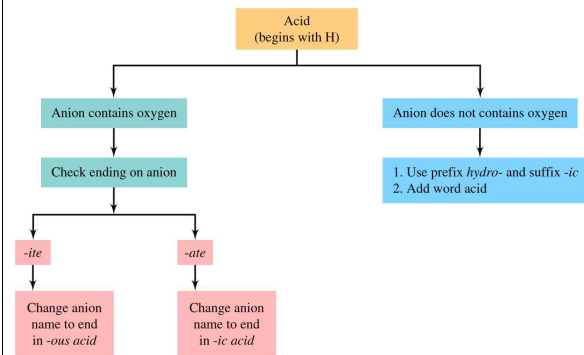 Acid
(begins with H)
Anion contains oxygen
Anion does not contains oxygen
Check ending on anion
1. Use prefix hydro- and suffix -ic
2. Add word acid
-ite
-ate
Change anion
name to end
in -ous acid
Change anion
name to end
in -ic acid